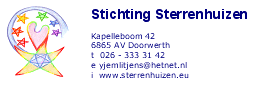 Stichting Sterrenhuizen
Kapelleboom 42
6865 AV Doorwerth
t 026 - 333 31 42
e yjemlitjens@hetnet.nl
i www.sterrenhuizen.eu